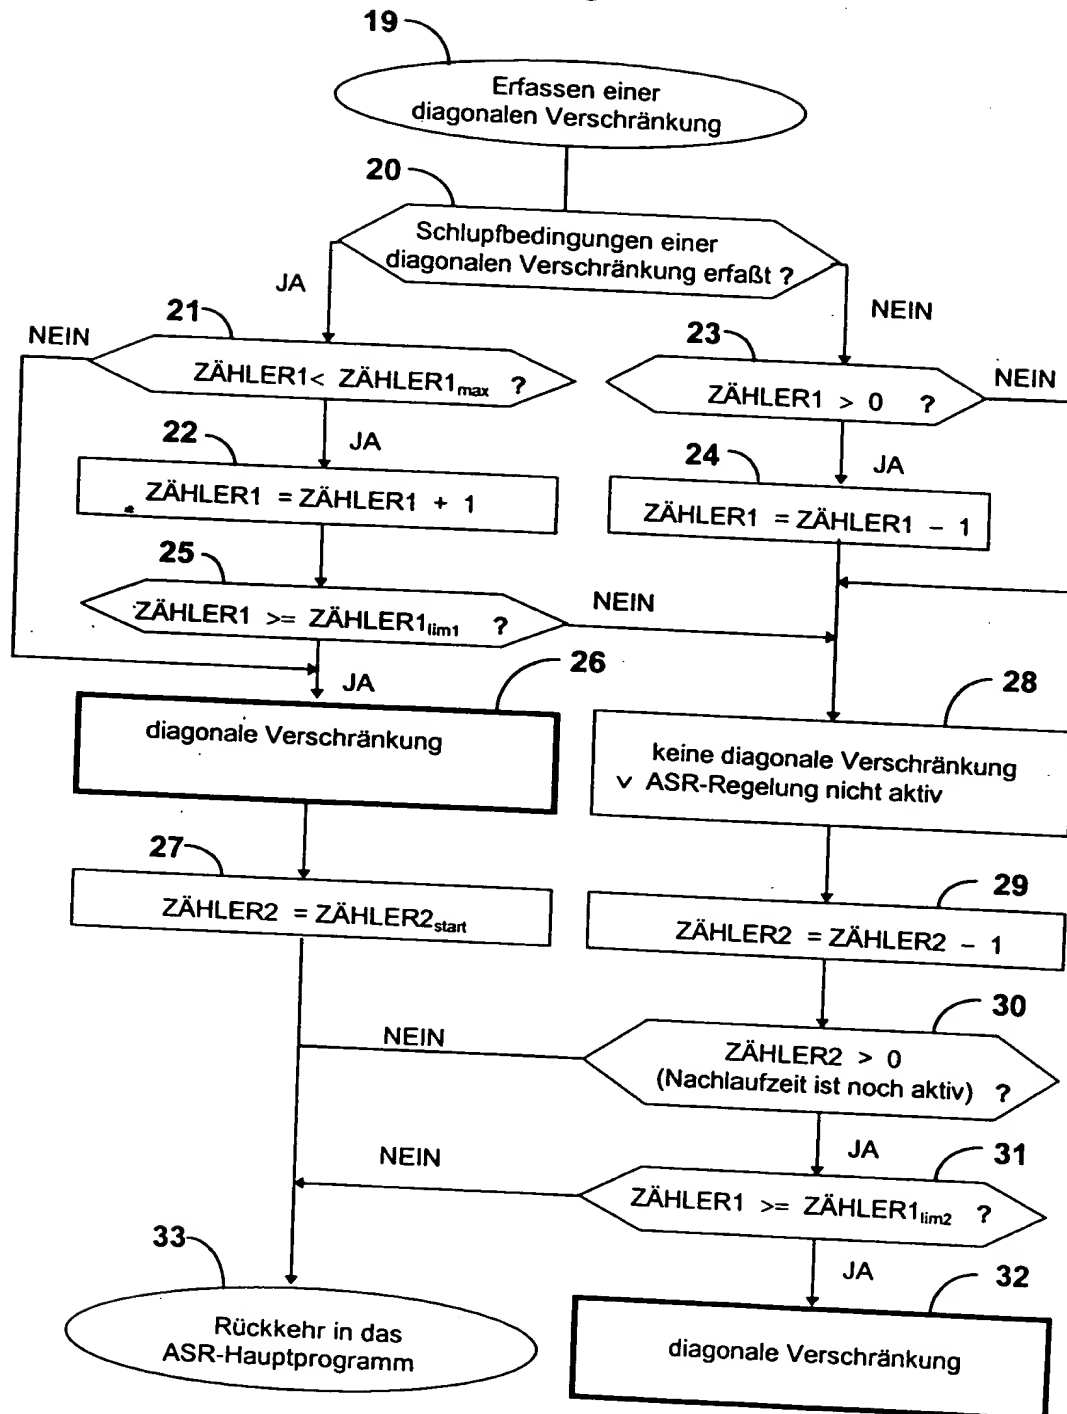 19
Erfassen einer
diagonalen Verschränkung
20
Schlupfbedingungen einer
diagonalen Verschränkung erfaßt ?
JA
NEIN
21
NEIN
ZÄHLER1< ZÄHLER1max ?
23
ZÄHLER1 > 0 ?
NEIN
JA
22
ZÄHLER1 = ZÄHLER1 + 1
JA
24
ZÄHLER1 = ZÄHLER1 − 1
25
ZÄHLER1 >= ZÄHLER1lim1 ?
NEIN
JA
26
diagonale Verschränkung
28
keine diagonale Verschränkung
v ASR-Regelung nicht aktiv
27
ZÄHLER2 = ZÄHLER2start
29
ZÄHLER2 = ZÄHLER2 − 1
30
NEIN
ZÄHLER2 > 0
(Nachlaufzeit ist noch aktiv) ?
JA
31
NEIN
ZÄHLER1 >= ZÄHLER1lim2 ?
JA
33
Rückkehr in das
ASR-Hauptprogramm
32
diagonale Verschränkung